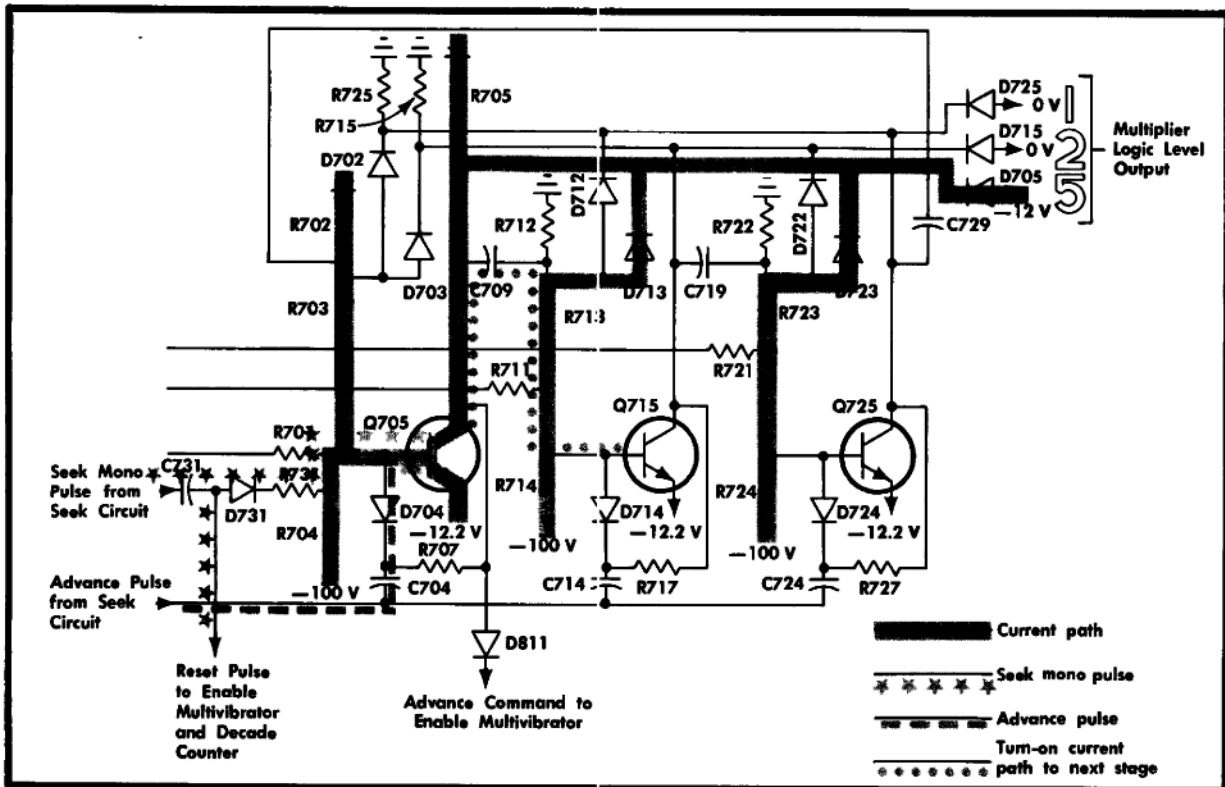 R725
R715
R705
D702
R702
R703
D703
D712
R712
C709
D713
R713
R711
C719
R722
D722
D723
R723
R721
D725
0 V
1
D715
0 V
2
D705
5
—12 V
Multiplier
Logic Level
Output
C729
Q705
Q715
Q725
R701
C731
Seek Mono
Pulse from
Seek Circuit
D731
R704
D704
—12.2 V
R707
C704
—100 V
Advance Pulse
from Seek
Circuit
R714
D714
—12.2 V
—100 V
C714
R717
R724
D724
—12.2 V
—100 V
C724
R727
D811
Reset Pulse
to Enable
Multivibrator
and Decade
Counter
Advance Command to
Enable Multivibrator
Current path
Seek mono pulse
Advance pulse
Turn-on current
path to next stage